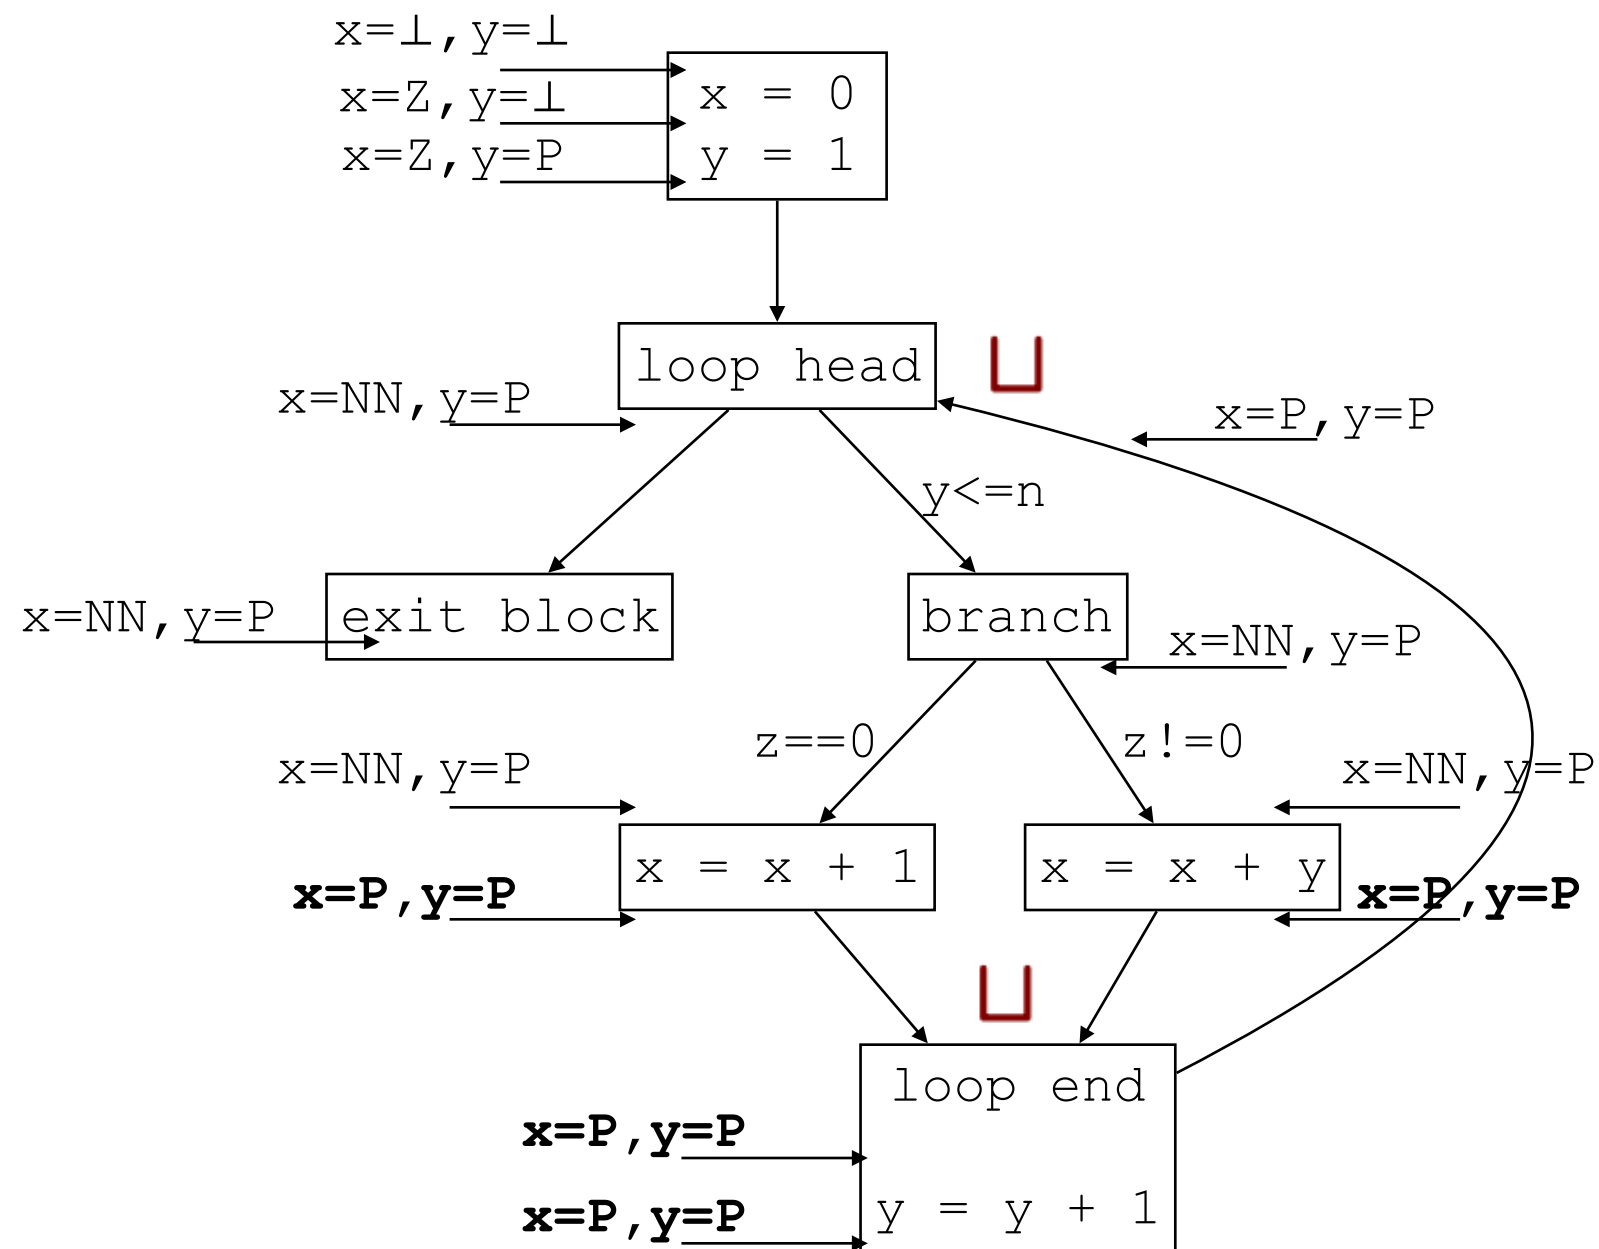 x=⊥,y=⊥
x=Z,y=⊥
x=Z,y=P
x = 0
y = 1
loop head
⊔
x=NN,y=P
x=P,y=P
y<=n
x=NN,y=P
exit block
branch
x=NN,y=P
z==0
z!=0
x=NN,y=P
x=NN,y=P
x = x + 1
x = x + y
x=P,y=P
x=P,y=P
⊔
loop end
x=P,y=P
y = y + 1
x=P,y=P